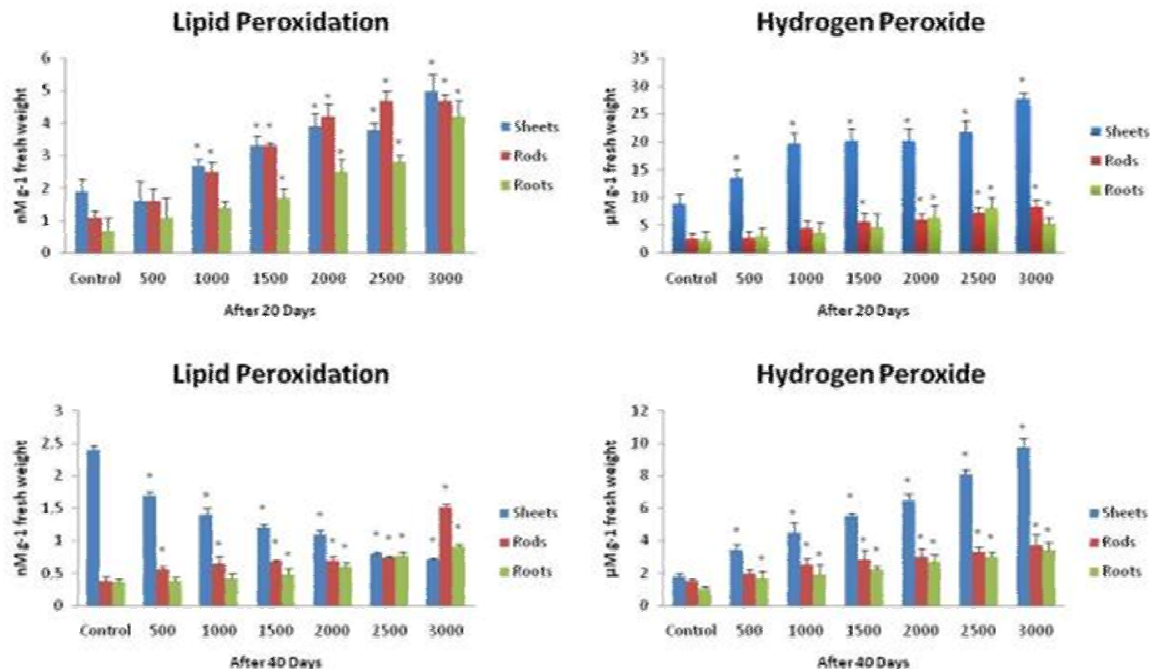 Lipid Peroxidation
nM g-1 fresh weight
6
5
4
3
2
1
0
Control 500 1000 1500 2000 2500 3000
After 20 Days
Sheets
Rods
Roots
Hydrogen Peroxide
µM g-1 fresh weight
35
30
25
20
15
10
5
0
Control 500 1000 1500 2000 2500 3000
After 20 Days
Sheets
Rods
Roots
Lipid Peroxidation
nM g-1 fresh weight
3
2.5
2
1.5
1
0.5
0
Control 500 1000 1500 2000 2500 3000
After 40 Days
Sheets
Rods
Roots
Hydrogen Peroxide
µM g-1 fresh weight
12
10
8
6
4
2
0
Control 500 1000 1500 2000 2500 3000
After 40 Days
Sheets
Rods
Roots